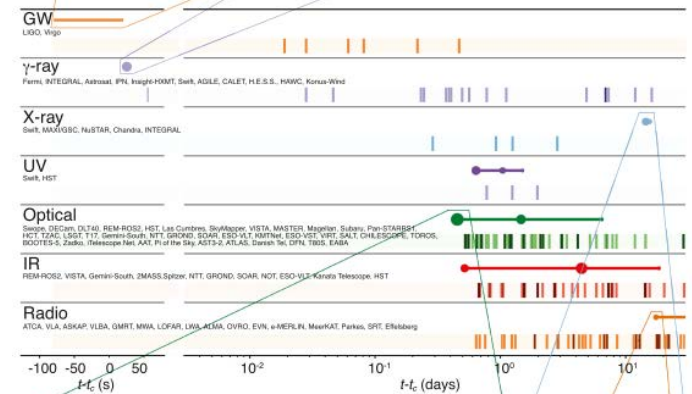 GW
LIGO, Virgo
γ-ray
Fermi, INTEGRAL, Astrosat, IPN, Insight-HXMT, Swift, AGILE, CALET, H.E.S.S., HAWC, Konus-Wind
X-ray
Swift, MAXI/GSC, NuSTAR, Chandra, INTEGRAL
UV
Swift, HST
Optical
Swope, DECam, DLT40, REM-ROS2, HST, Las Cumbres, SkyMapper, VISTA, MASTER, Magellan, Subaru, Pan-STARRS1,
HCT, TZAC, LSGT, T17, Gemini-South, NTT, GROND, SOAR, ESO-VLT, KMTNet, ESO-VST, VIRT, SALT, CHILESCOPE, TOROS,
BOOTES-5, Zadko, iTelescope.Net, AAT, Pi of the Sky, AST3-2, ATLAS, Danish Tel, DFN, T80S, EABA
IR
REM-ROS2, VISTA, Gemini-South, 2MASS,Spitzer, NTT, GROND, SOAR, NOT, ESO-VLT, Kanata Telescope, HST
Radio
ATCA, VLA, ASKAP, VLBA, GMRT, MWA, LOFAR, LWA, ALMA, OVRO, EVN, e-MERLIN, MeerKAT, Parkes, SRT, Effelsberg
-100 -50 0 50 10⁻² 10⁻¹ 10⁰ 10¹
t-tc (s) t-tc (days)